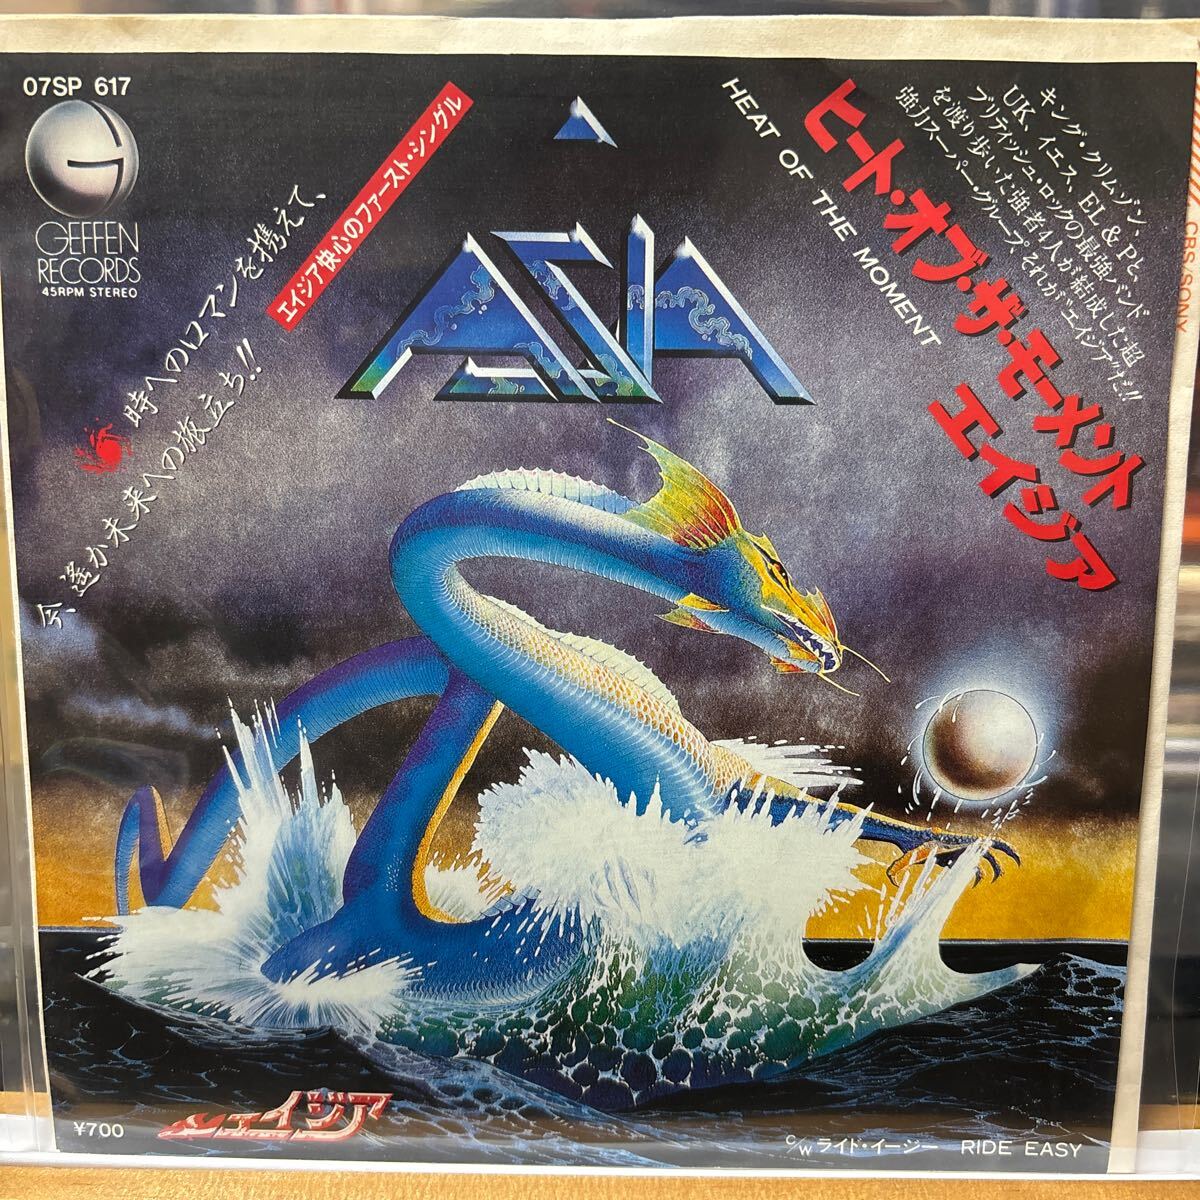 07SP 617
G
GEFFEN
RECORDS
45RPM STEREO
エイジア快心のファースト・シングル
時へのロマンを携えて、
今、遙か未来への旅立ち!!
ASIA
HEAT OF THE MOMENT
ヒート・オブ・ザ・モーメント
エイジア
キング・クリムゾン、
UK、イエス、EL&Pと、
ブリティッシュ・ロックの最強バンド
を渡り歩いた強者4人が結成した超
強力スーパー・グループそれが"エイジア"だ!!
CBS/SONY
¥700
エイジア
C/W ライド・イージー RIDE EASY